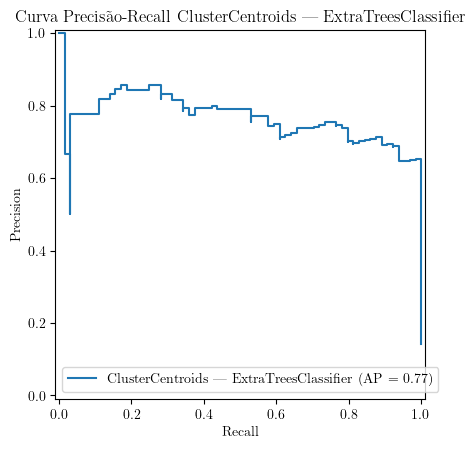 Curva Precisão-Recall ClusterCentroids — ExtraTreesClassifier
1.0
0.8
0.6
0.4
0.2
0.0
Precision
ClusterCentroids — ExtraTreesClassifier (AP = 0.77)
0.0 0.2 0.4 0.6 0.8 1.0
Recall